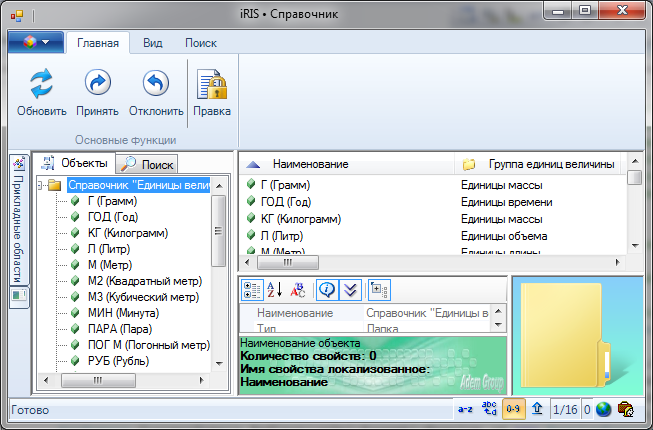 iRIS • Справочник
Главная Вид Поиск
Обновить Принять Отклонить Правка
Основные функции
Прикладные области
Объекты Поиск
Справочник "Единицы вели
Г (Грамм)
ГОД (Год)
КГ (Килограмм)
Л (Литр)
М (Метр)
М2 (Квадратный метр)
М3 (Кубический метр)
МИН (Минута)
ПАРА (Пара)
ПОГ М (Погонный метр)
РУБ (Рубль)
Наименование Группа единиц величины
Г (Грамм) Единицы массы
ГОД (Год) Единицы времени
КГ (Килограмм) Единицы массы
Л (Литр) Единицы объема
М (Метр) Единицы длины
Наименование Справочник "Единицы в
Тип Папка
Наименование объекта
Количество свойств: 0
Имя свойства локализованное:
Наименование
Adem Group
Готово a-z abc t.d 0-9 1/16 0